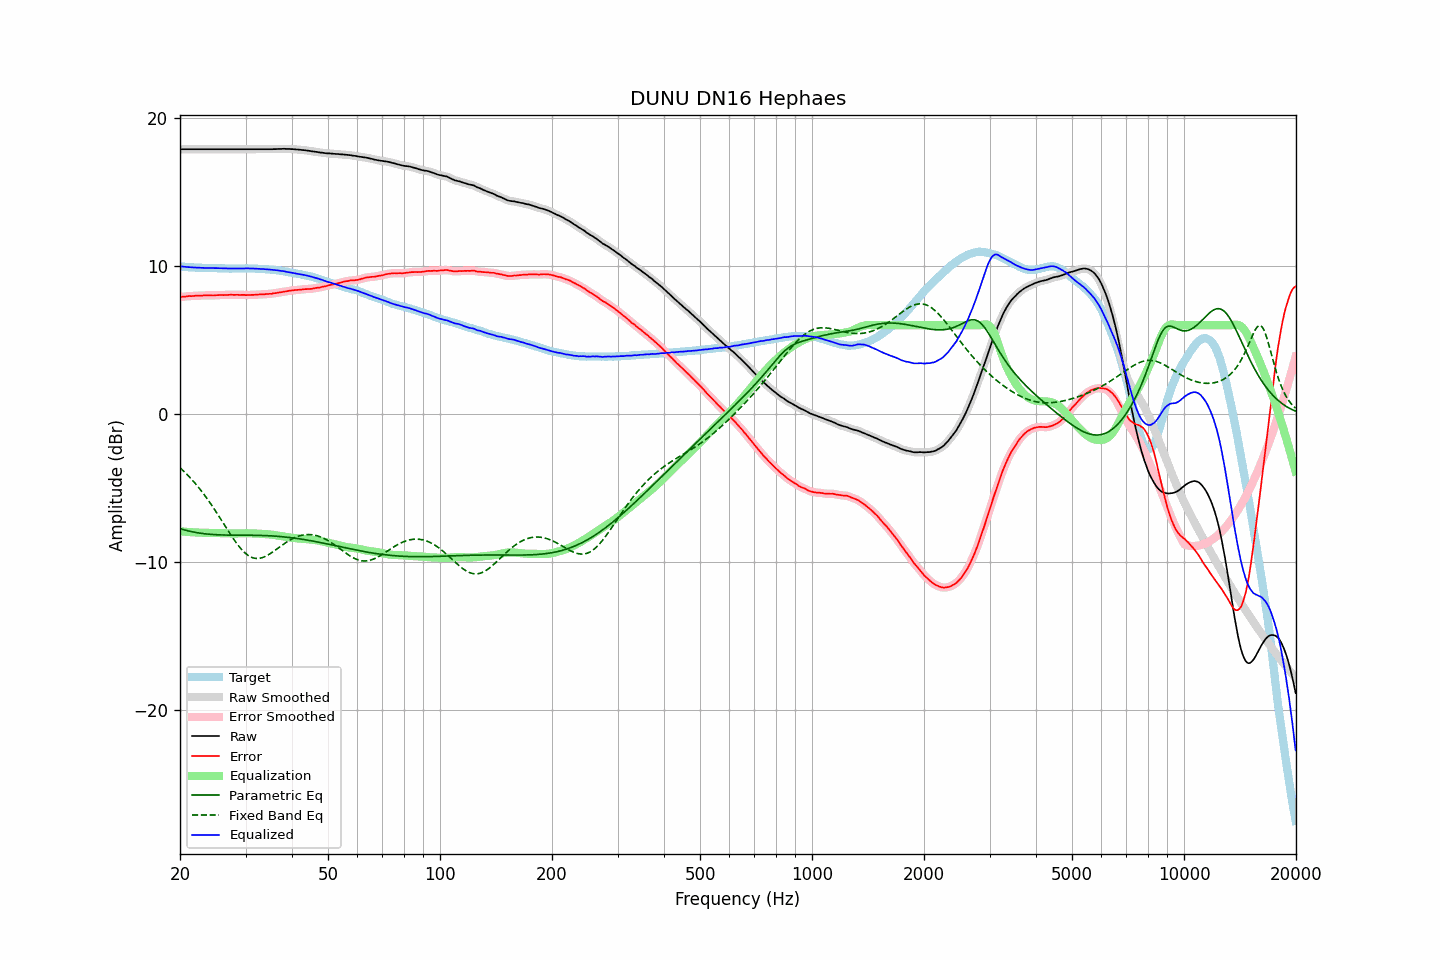 DUNU DN16 Hephaes
20
10
0
−10
−20
Amplitude (dBr)
Target
Raw Smoothed
Error Smoothed
Raw
Error
Equalization
Parametric Eq
Fixed Band Eq
Equalized
20 50 100 200 500 1000 2000 5000 10000 20000
Frequency (Hz)